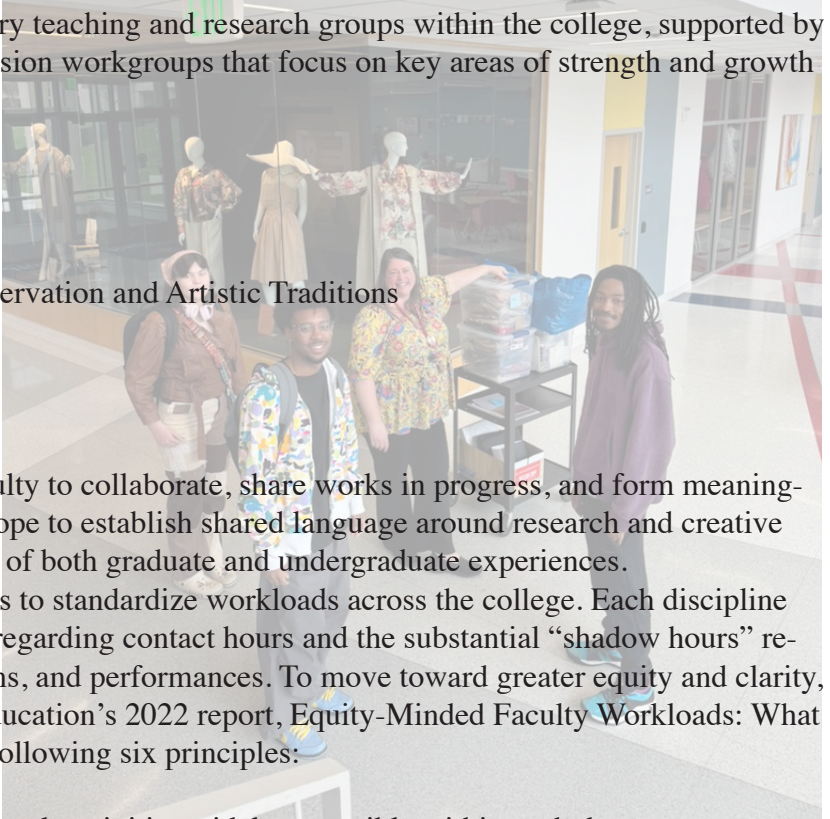 ry teaching and research groups within the college, supported by
sion workgroups that focus on key areas of strength and growth
ervation and Artistic Traditions
ulty to collaborate, share works in progress, and form meaning-
ope to establish shared language around research and creative
of both graduate and undergraduate experiences.
s to standardize workloads across the college. Each discipline
regarding contact hours and the substantial “shadow hours” re-
ns, and performances. To move toward greater equity and clarity,
ucation’s 2022 report, Equity-Minded Faculty Workloads: What
ollowing six principles: